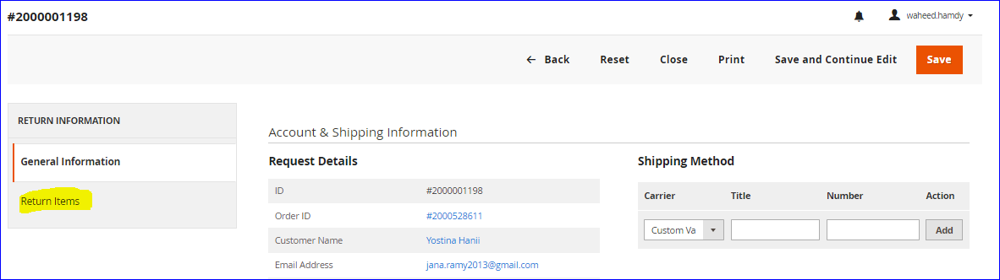 #2000001198
waheed.hamdy
Back Reset Close Print Save and Continue Edit Save
RETURN INFORMATION
General Information
Return Items
Account & Shipping Information
Request Details
ID #2000001198
Order ID #2000528611
Customer Name Yostina Hanii
Email Address jana.ramy2013@gmail.com
Shipping Method
Carrier Title Number Action
Custom Va Add